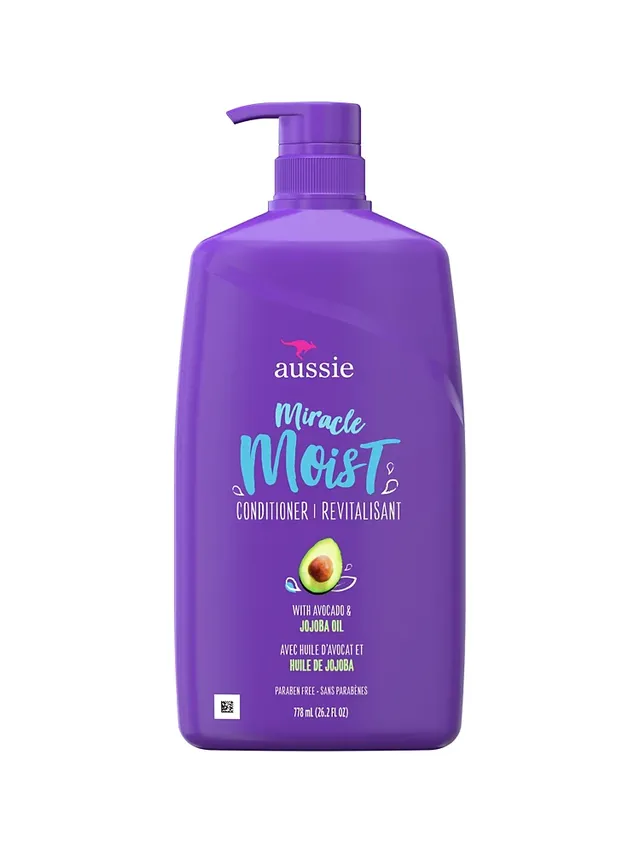 aussie
Miracle
Moist
CONDITIONER | REVITALISANT
WITH AVOCADO &
JOJOBA OIL
AVEC HUILE D'AVOCAT ET
HUILE DE JOJOBA
PARABEN FREE - SANS PARABÈNES
778 mL (26.2 FL OZ)